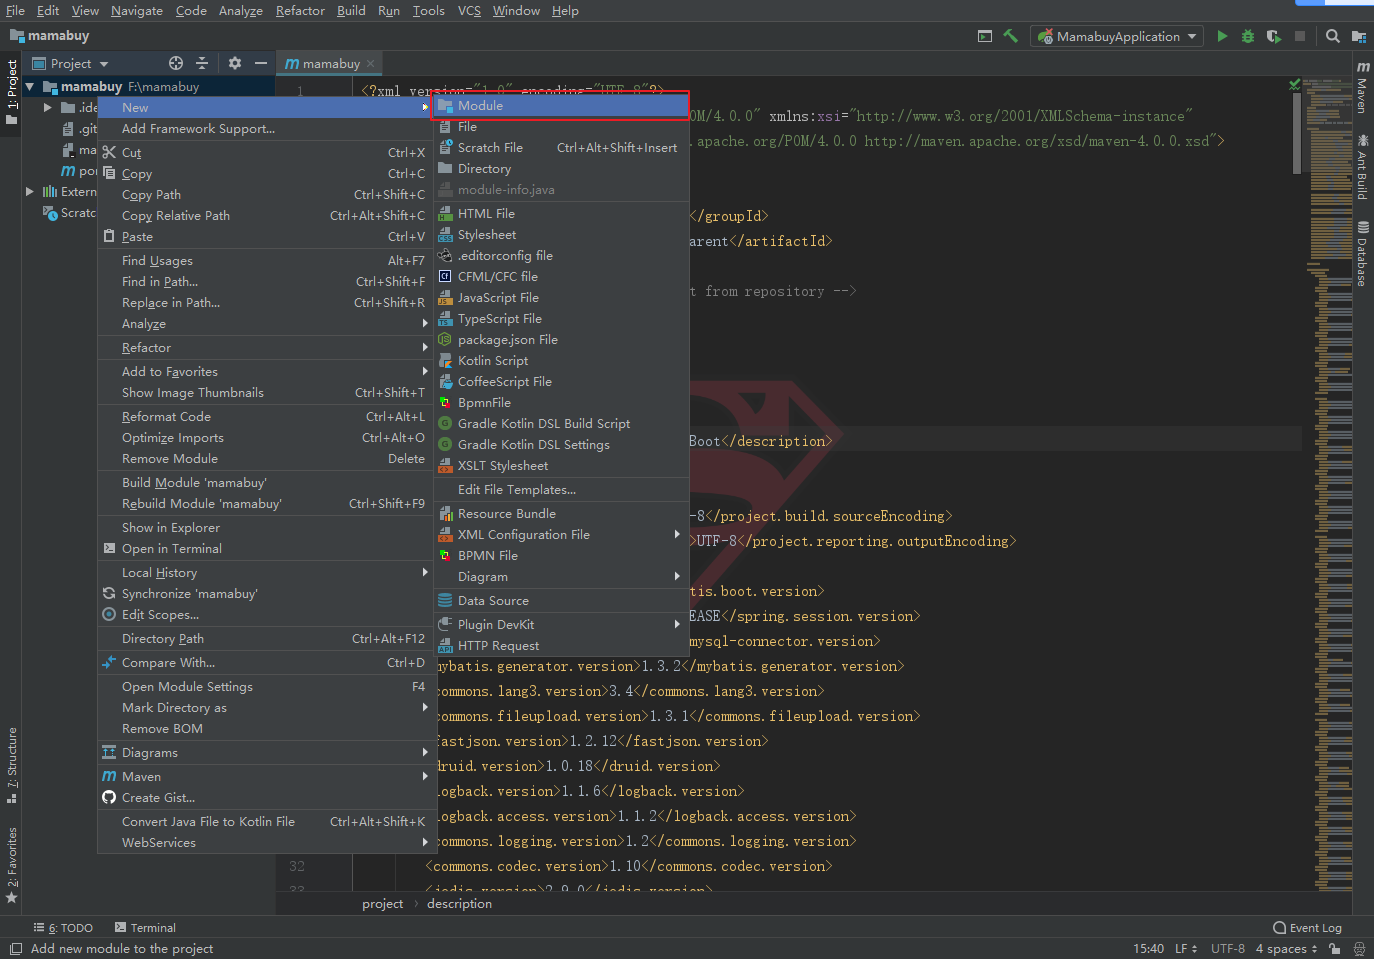 File Edit View Navigate Code Analyze Refactor Build Run Tools VCS Window Help
mamabuy
MamabuyApplication
1: Project
Project
mamabuy
mamabuy F:\mamabuy
.ide
.git
ma
por
Extern
Scratc
New
Add Framework Support...
Cut Ctrl+X
Copy Ctrl+C
Copy Path Ctrl+Shift+C
Copy Relative Path Ctrl+Alt+Shift+C
Paste Ctrl+V
Find Usages Alt+F7
Find in Path... Ctrl+Shift+F
Replace in Path... Ctrl+Shift+R
Analyze
Refactor
Add to Favorites
Show Image Thumbnails Ctrl+Shift+T
Reformat Code Ctrl+Alt+L
Optimize Imports Ctrl+Alt+O
Remove Module Delete
Build Module 'mamabuy'
Rebuild Module 'mamabuy' Ctrl+Shift+F9
Show in Explorer
Open in Terminal
Local History
Synchronize 'mamabuy'
Edit Scopes...
Directory Path Ctrl+Alt+F12
Compare With... Ctrl+D
Open Module Settings F4
Mark Directory as
Remove BOM
Diagrams
Maven
Create Gist...
Convert Java File to Kotlin File Ctrl+Alt+Shift+K
WebServices
Module
File
Scratch File Ctrl+Alt+Shift+Insert
Directory
module-info.java
HTML File
Stylesheet
.editorconfig file
CFML/CFC file
JavaScript File
TypeScript File
package.json File
Kotlin Script
CoffeeScript File
BpmnFile
Gradle Kotlin DSL Build Script
Gradle Kotlin DSL Settings
XSLT Stylesheet
Edit File Templates...
Resource Bundle
XML Configuration File
BPMN File
Diagram
Data Source
Plugin DevKit
HTTP Request
1 <?xml version="1.0" encoding="UTF-8"?>
OM/4.0.0" xmlns:xsi="http://www.w3.org/2001/XMLSchema-instance"
.apache.org/POM/4.0.0 http://maven.apache.org/xsd/maven-4.0.0.xsd">
</groupId>
arent</artifactId>
t from repository -->
Boot</description>
-8</project.build.sourceEncoding>
>UTF-8</project.reporting.outputEncoding>
tis.boot.version>
EASE</spring.session.version>
mysql-connector.version>
mybatis.generator.version>1.3.2</mybatis.generator.version>
commons.lang3.version>3.4</commons.lang3.version>
commons.fileupload.version>1.3.1</commons.fileupload.version>
fastjson.version>1.2.12</fastjson.version>
druid.version>1.0.18</druid.version>
logback.version>1.1.6</logback.version>
logback.access.version>1.1.2</logback.access.version>
commons.logging.version>1.2</commons.logging.version>
32 <commons.codec.version>1.10</commons.codec.version>
33 <jedis.version>2.9.0</jedis.version>
project › description
Maven
Ant Build
Database
7: Structure
2: Favorites
6: TODO Terminal Event Log
Add new module to the project 15:40 LF UTF-8 4 spaces